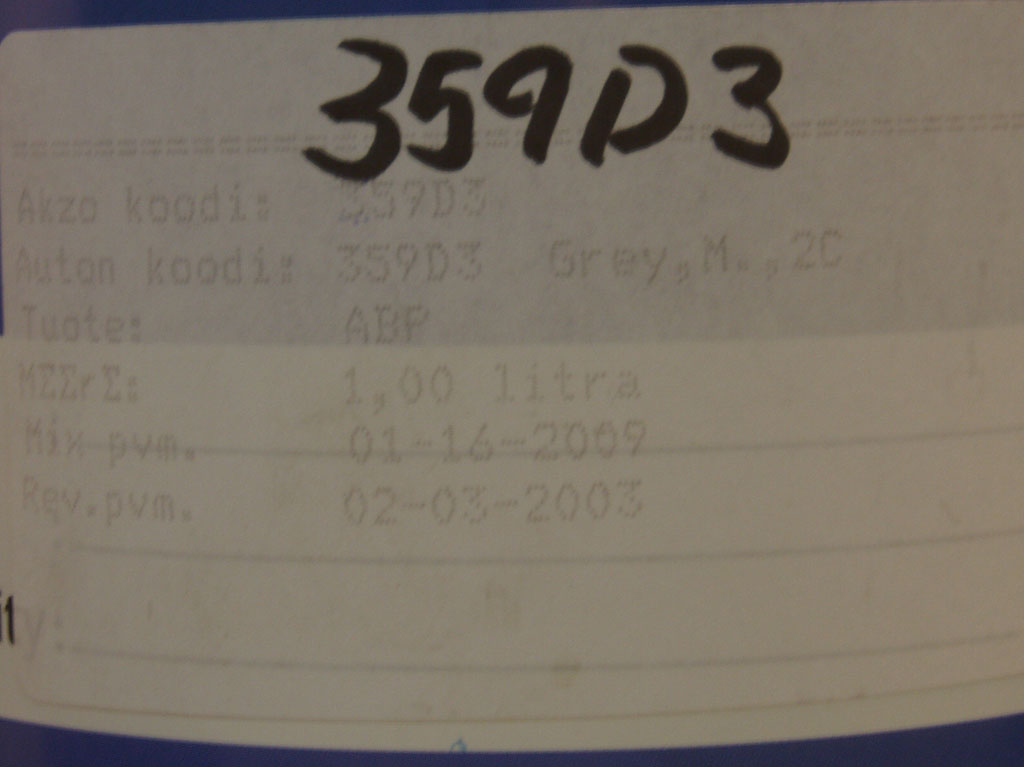 359D3
Akzo koodi: 359D3
Auton koodi: 359D3 Grey,M.,2C
Tuote: ABP
MΣΣrΣ: 1,00 litra
Mix pvm. 01-16-2009
Rev.pvm. 02-03-2003
y: